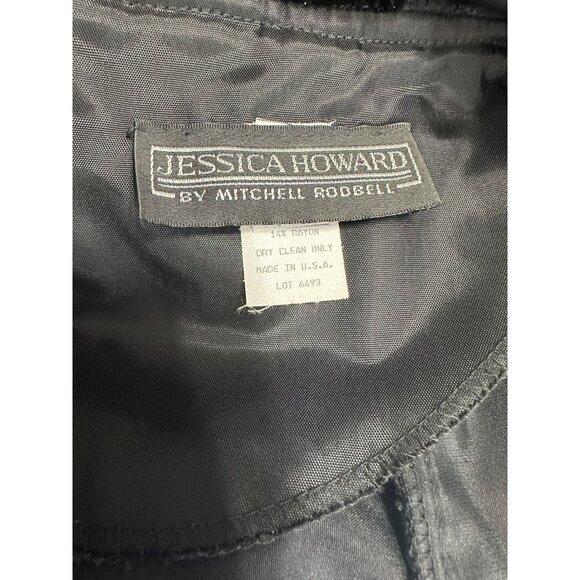 JESSICA HOWARD
BY MITCHELL RODBELL
14% RAYON
DRY CLEAN ONLY
MADE IN U.S.A.
LOT 6493